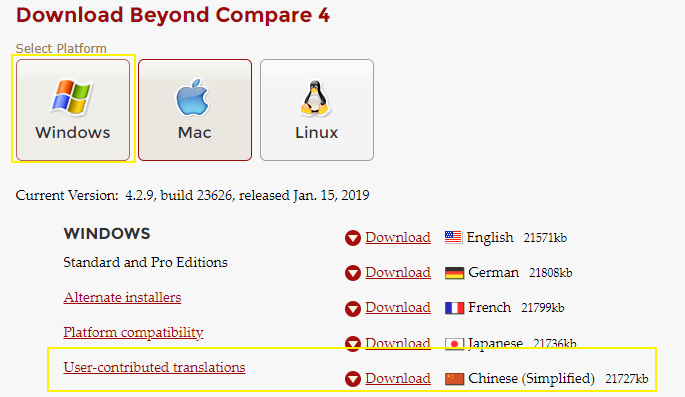 Download Beyond Compare 4
Select Platform
Windows
Mac
Linux
Current Version:  4.2.9, build 23626, released Jan. 15, 2019
WINDOWS
Standard and Pro Editions
Alternate installers
Platform compatibility
User-contributed translations
Download English 21571kb
Download German 21808kb
Download French 21799kb
Download Japanese 21736kb
Download Chinese (Simplified) 21727kb